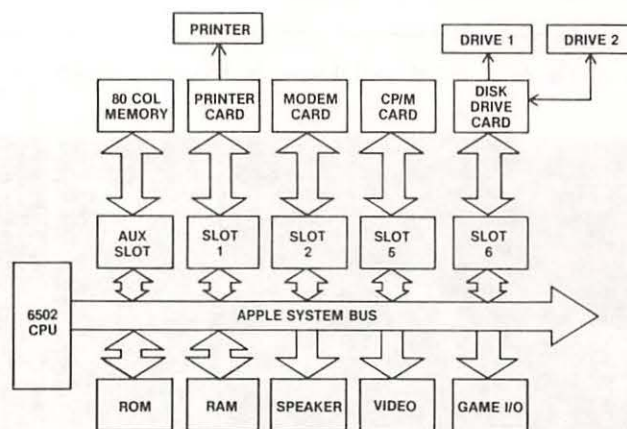 PRINTER
DRIVE 1
DRIVE 2
80 COL
MEMORY
PRINTER
CARD
MODEM
CARD
CP/M
CARD
DISK
DRIVE
CARD
AUX
SLOT
SLOT
1
SLOT
2
SLOT
5
SLOT
6
6502
CPU
APPLE SYSTEM BUS
ROM
RAM
SPEAKER
VIDEO
GAME I/O